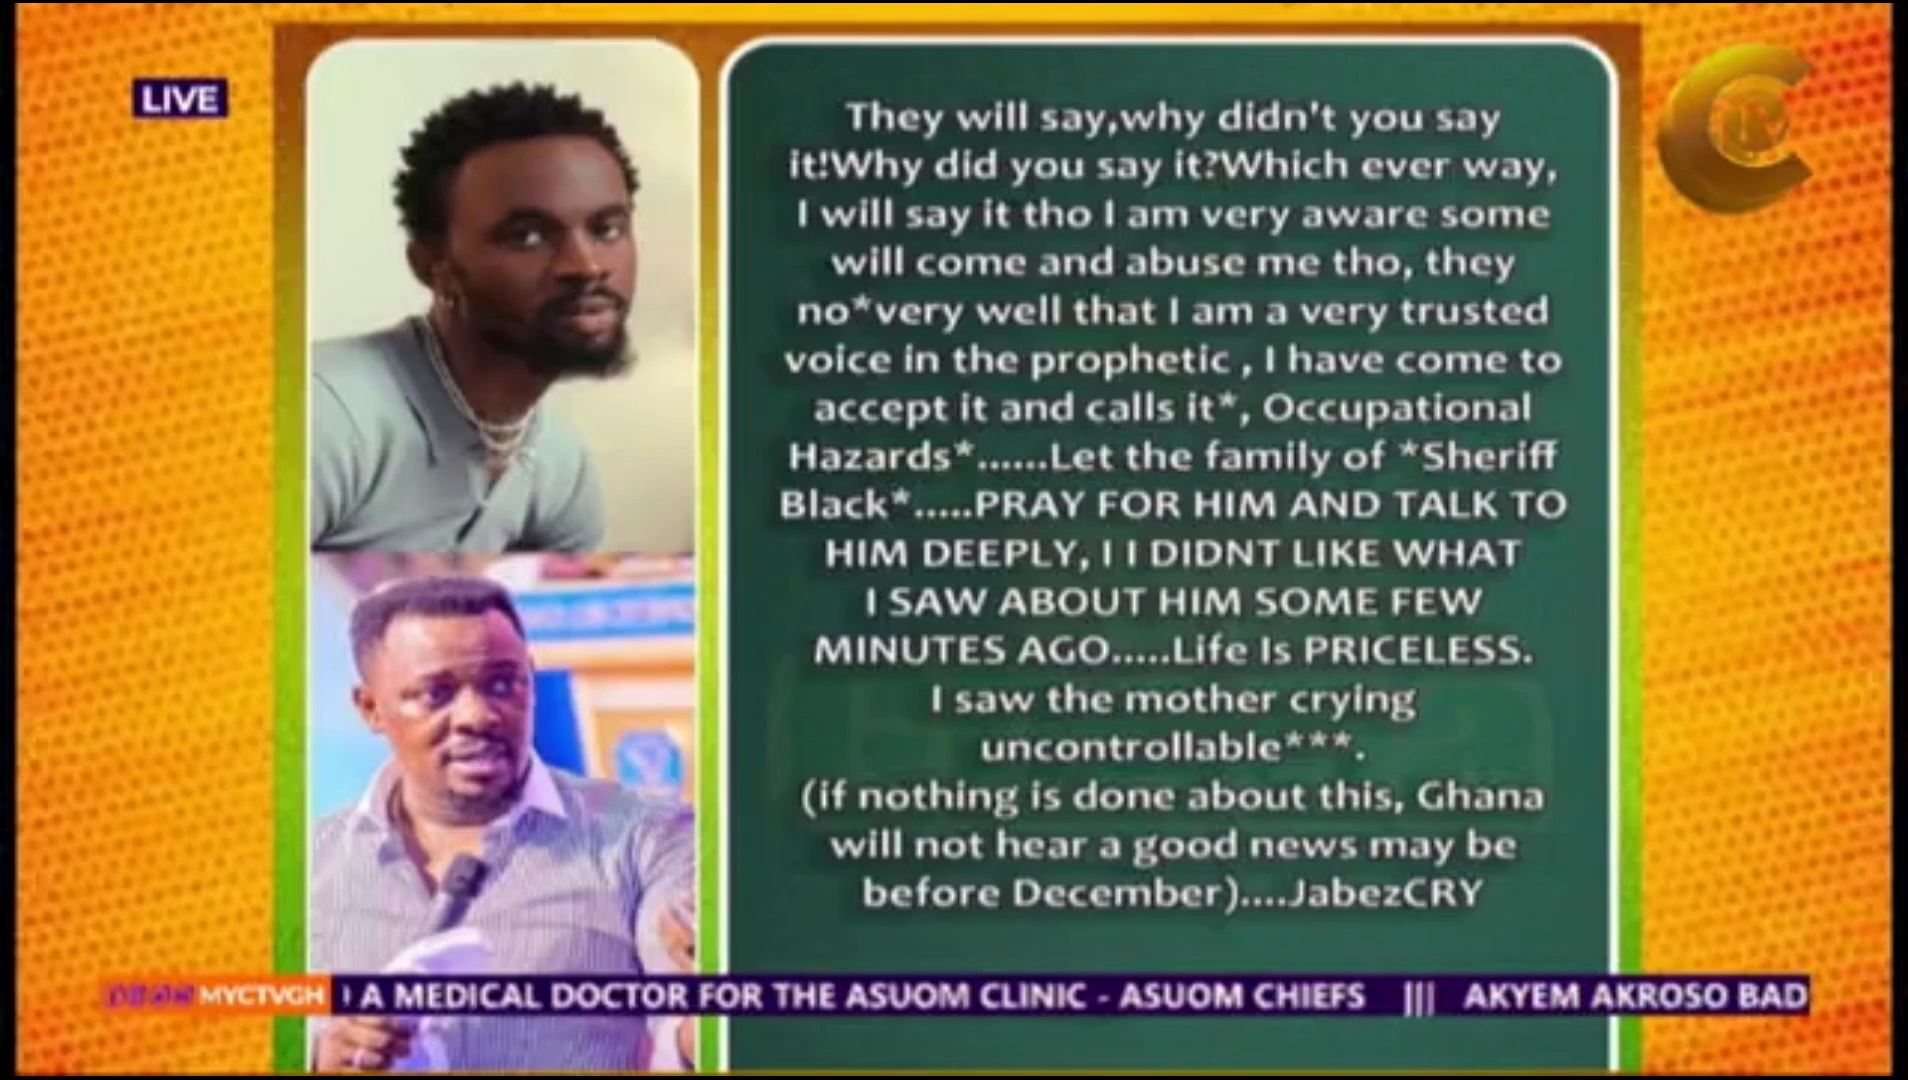 LIVE
They will say,why didn't you say
it!Why did you say it?Which ever way,
I will say it tho I am very aware some
will come and abuse me tho, they
no*very well that I am a very trusted
voice in the prophetic , I have come to
accept it and calls it*, Occupational
Hazards*......Let the family of *Sheriff
Black*.....PRAY FOR HIM AND TALK TO
HIM DEEPLY, I I DIDNT LIKE WHAT
I SAW ABOUT HIM SOME FEW
MINUTES AGO.....Life Is PRICELESS.
I saw the mother crying
uncontrollable***.
(if nothing is done about this, Ghana
will not hear a good news may be
before December)....JabezCRY
MYCTVGH A MEDICAL DOCTOR FOR THE ASUOM CLINIC - ASUOM CHIEFS ||| AKYEM AKROSO BAD